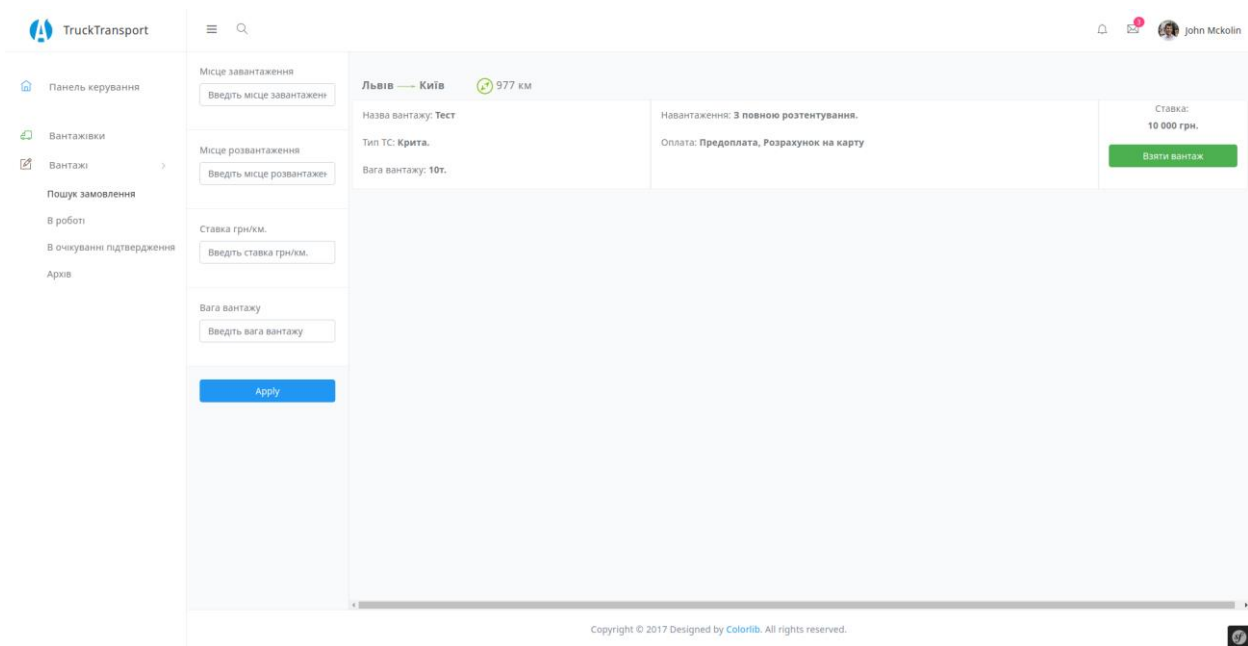 TruckTransport
3
John Mckolin
Панель керування
Вантажівки
Вантажі
Пошук замовлення
В роботі
В очікуванні підтвердження
Архів
Місце завантаження
Введіть місце завантажен
Місце розвантаження
Введіть місце розвантажен
Ставка грн/км.
Введіть ставка грн/км.
Вага вантажу
Введіть вага вантажу
Apply
Львів → Київ 977 км
Назва вантажу: Тест
Тип ТС: Крита.
Вага вантажу: 10т.
Навантаження: З повною розтентування.
Оплата: Предоплата, Розрахунок на карту
Ставка:
10 000 грн.
Взяти вантаж
Copyright © 2017 Designed by Colorlib. All rights reserved.